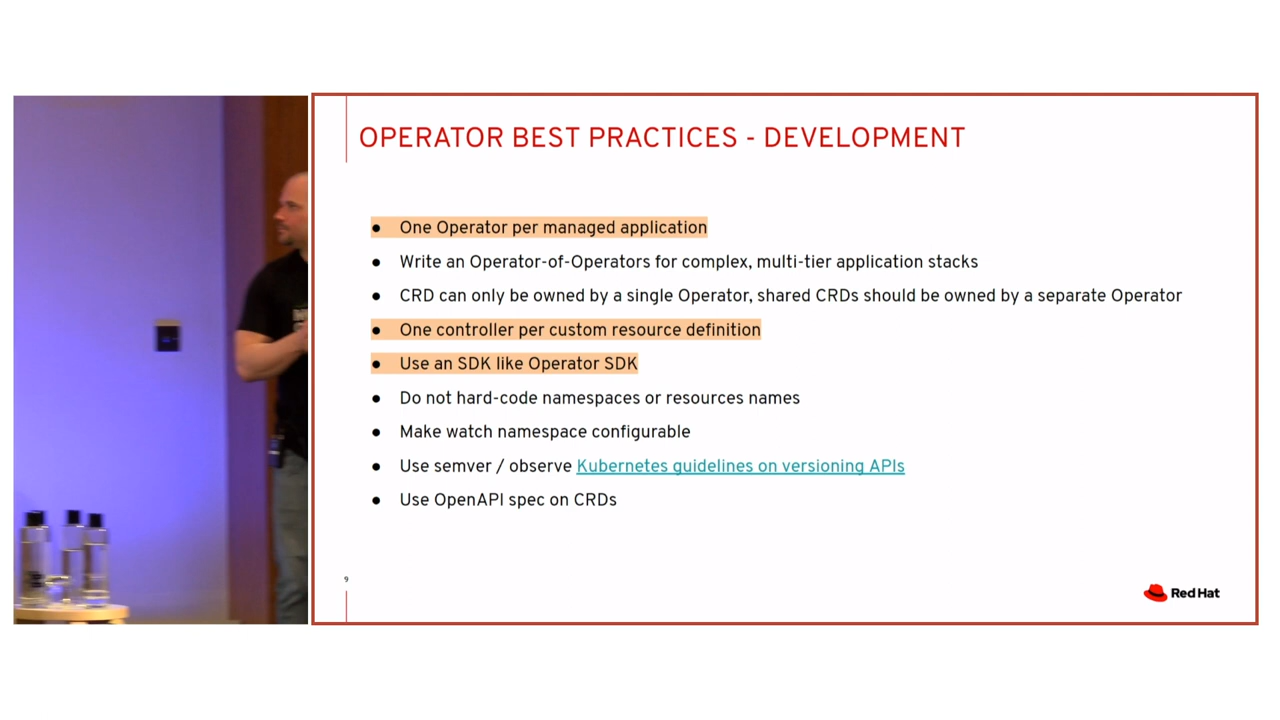 OPERATOR BEST PRACTICES - DEVELOPMENT
● One Operator per managed application
● Write an Operator-of-Operators for complex, multi-tier application stacks
● CRD can only be owned by a single Operator, shared CRDs should be owned by a separate Operator
● One controller per custom resource definition
● Use an SDK like Operator SDK
● Do not hard-code namespaces or resources names
● Make watch namespace configurable
● Use semver / observe Kubernetes guidelines on versioning APIs
● Use OpenAPI spec on CRDs
9
Red Hat